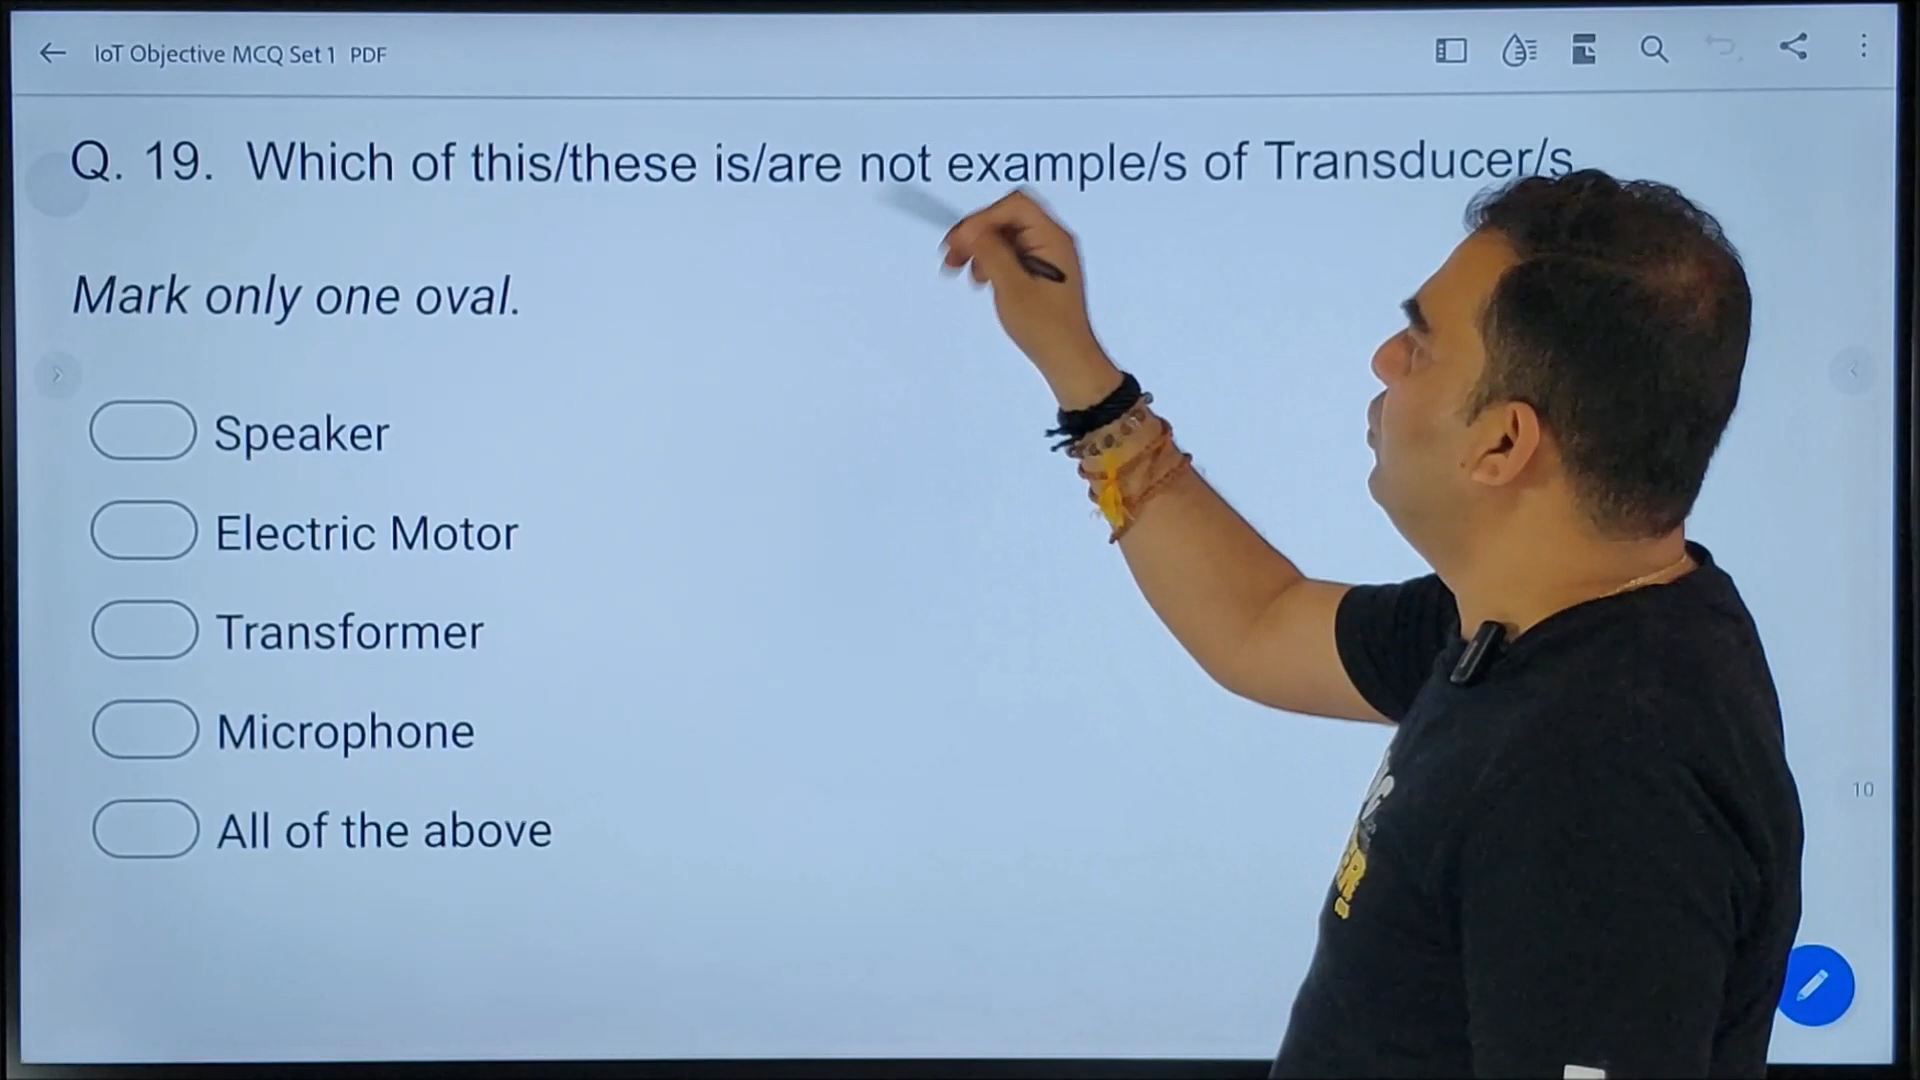 IoT Objective MCQ Set 1 PDF
Q. 19. Which of this/these is/are not example/s of Transducer/s
Mark only one oval.
Speaker
Electric Motor
Transformer
Microphone
All of the above
10